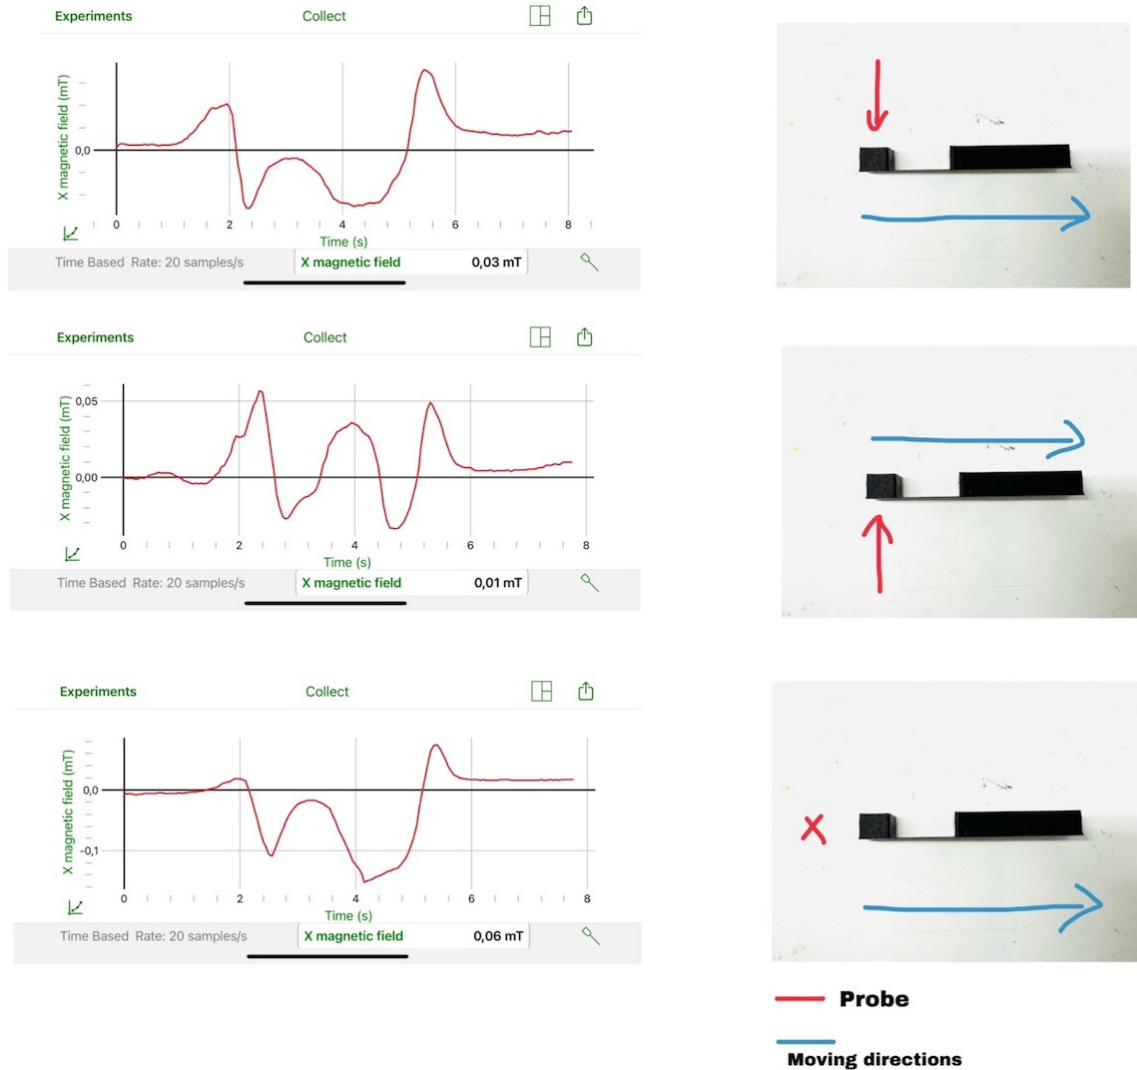 Experiments Collect
X magnetic field (mT)
0,0
0 2 4 6 8
Time (s)
Time Based Rate: 20 samples/s X magnetic field 0,03 mT
Experiments Collect
X magnetic field (mT)
0,05
0,00
0 2 4 6 8
Time (s)
Time Based Rate: 20 samples/s X magnetic field 0,01 mT
Experiments Collect
X magnetic field (mT)
0,0
-0,1
0 2 4 6 8
Time (s)
Time Based Rate: 20 samples/s X magnetic field 0,06 mT
X
Probe
Moving directions